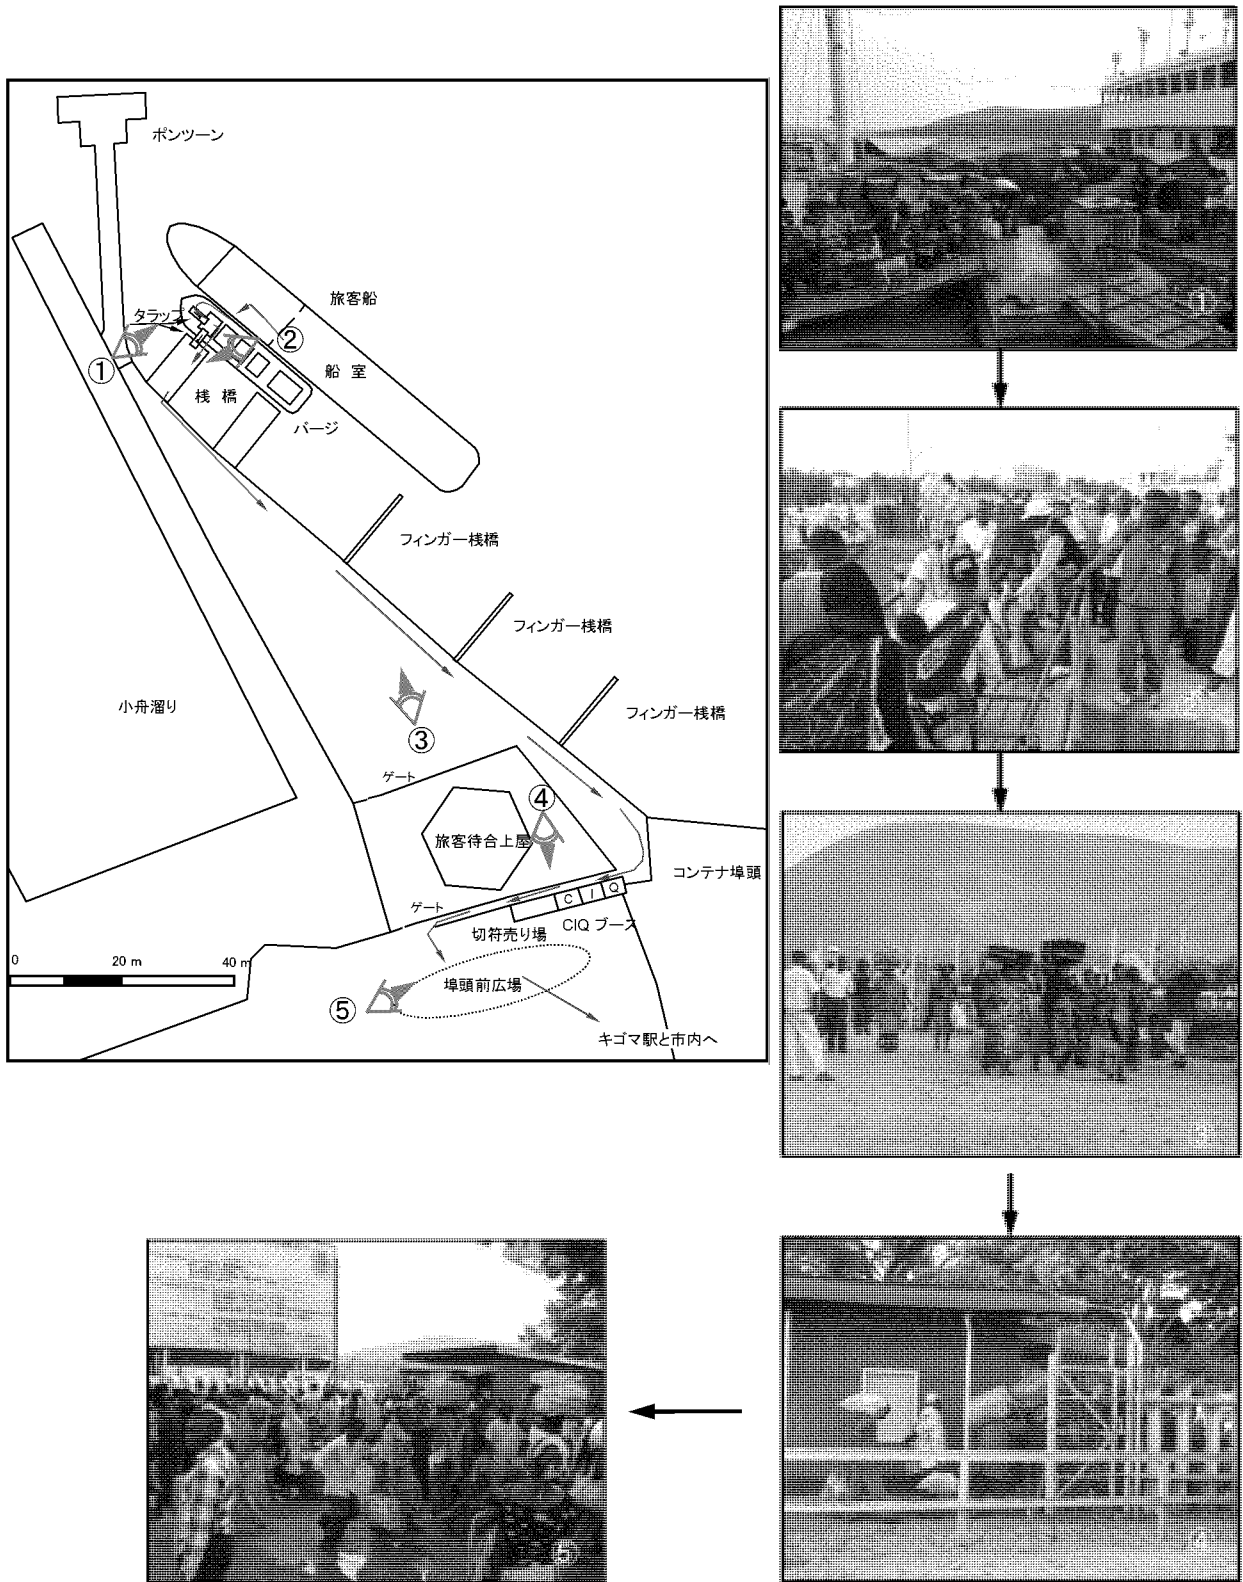 ポンツーン
旅客船
タラップ
②
①
船 室
桟 橋
バージ
フィンガー桟橋
フィンガー桟橋
小舟溜り
フィンガー桟橋
③
ゲート
④
旅客待合上屋
コンテナ埠頭
C I Q
ゲート
切符売り場
CIQ ブース
0 20 m 40 m
埠頭前広場
⑤
キゴマ駅と市内へ
①
3
4
⑤